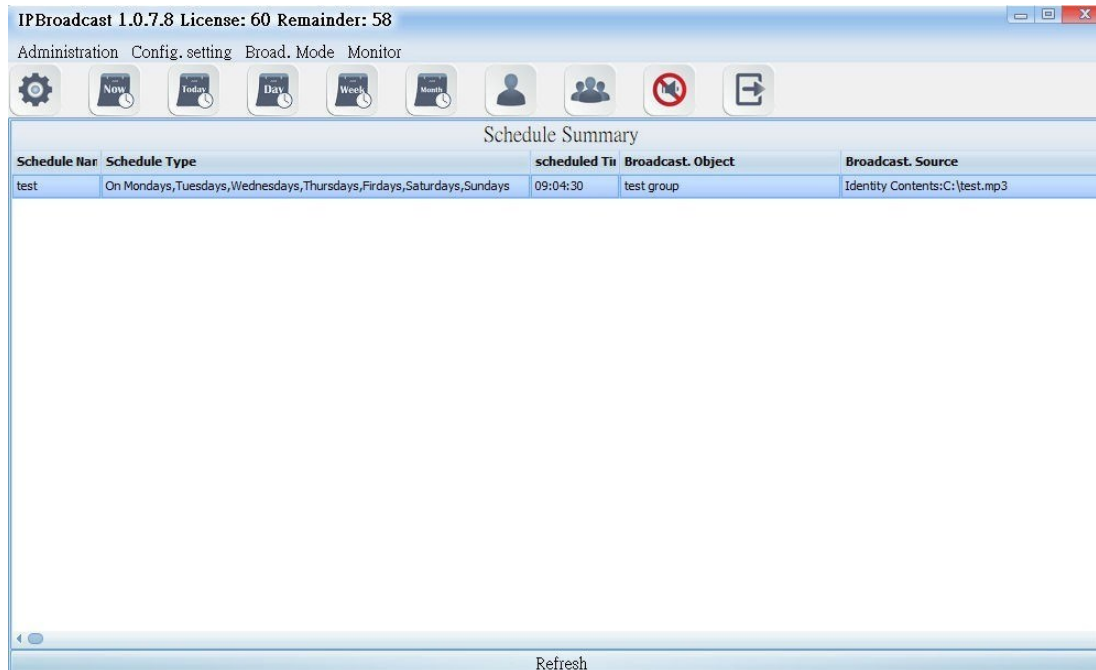 IPBroadcast 1.0.7.8 License: 60 Remainder: 58
Administration Config. setting Broad. Mode Monitor
Now Today Day Week Month
Schedule Summary
Schedule Nan Schedule Type scheduled Tii Broadcast. Object Broadcast. Source
test On Mondays,Tuesdays,Wednesdays,Thursdays,Firdays,Saturdays,Sundays 09:04:30 test group Identity Contents:C:\test.mp3
Refresh